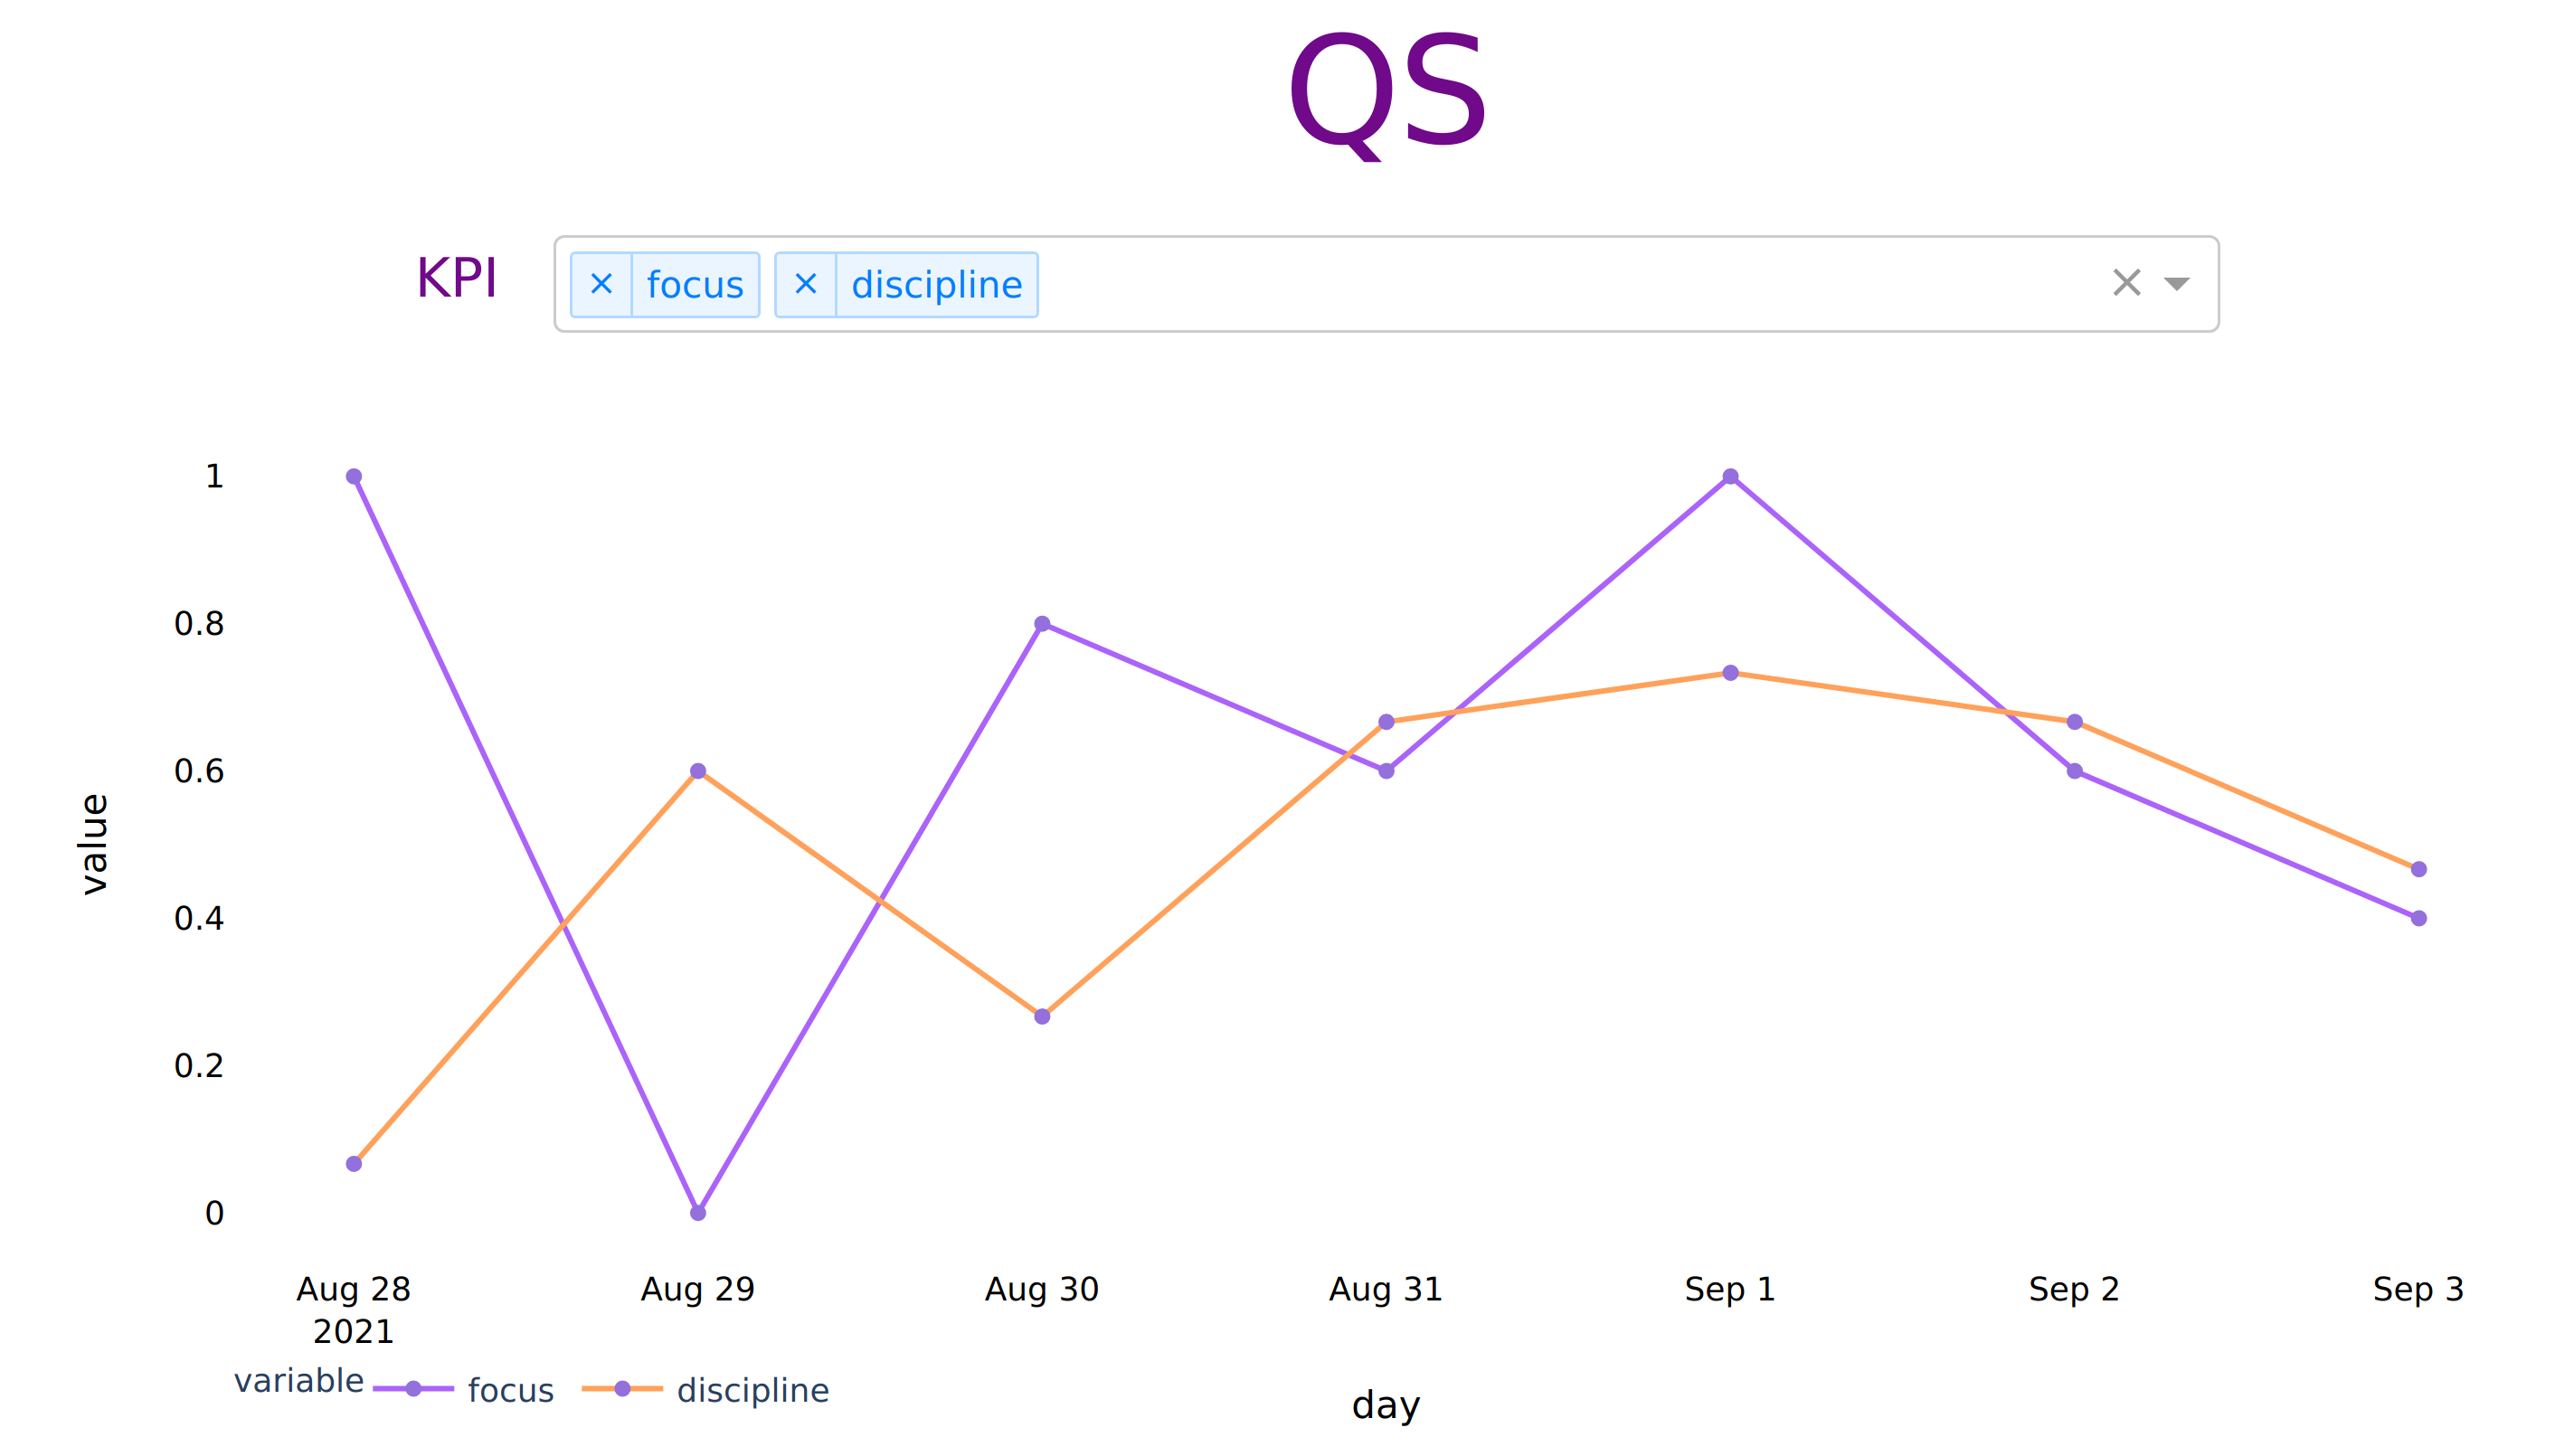 QS
KPI
× focus × discipline ×
1
0.8
0.6
0.4
0.2
0
value
Aug 28 Aug 29 Aug 30 Aug 31 Sep 1 Sep 2 Sep 3
2021
variable focus discipline
day